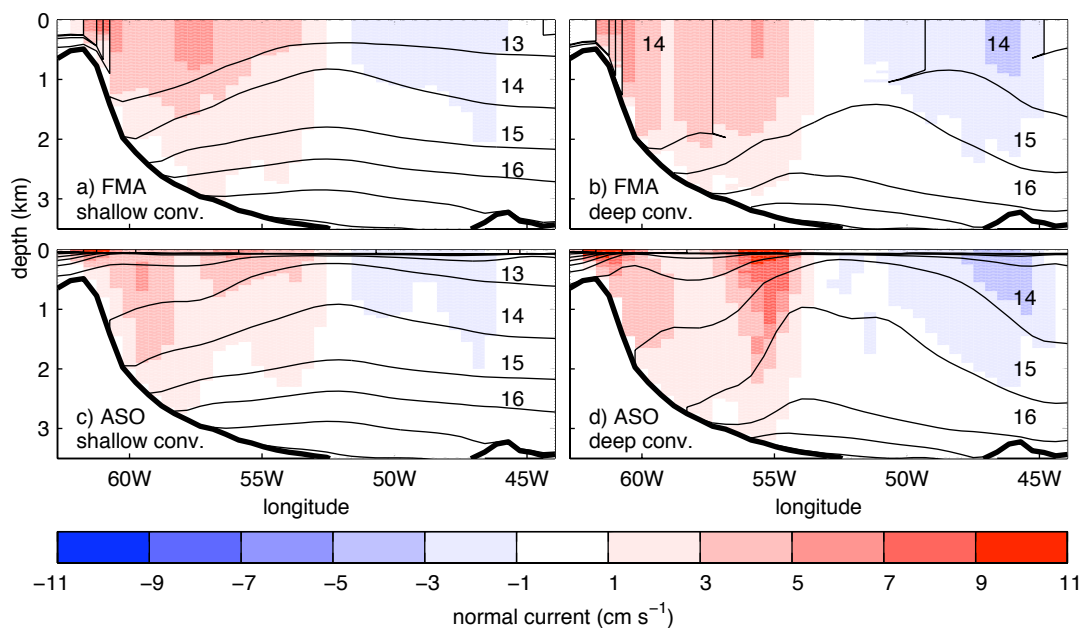 0
1
2
3
13
14
15
16
a) FMA
shallow conv.
14
14
15
16
b) FMA
deep conv.
depth (km)
0
1
2
3
13
14
15
16
c) ASO
shallow conv.
14
15
16
d) ASO
deep conv.
60W 55W 50W 45W
60W 55W 50W 45W
longitude
longitude
−11 −9 −7 −5 −3 −1 1 3 5 7 9 11
normal current (cm s−1)